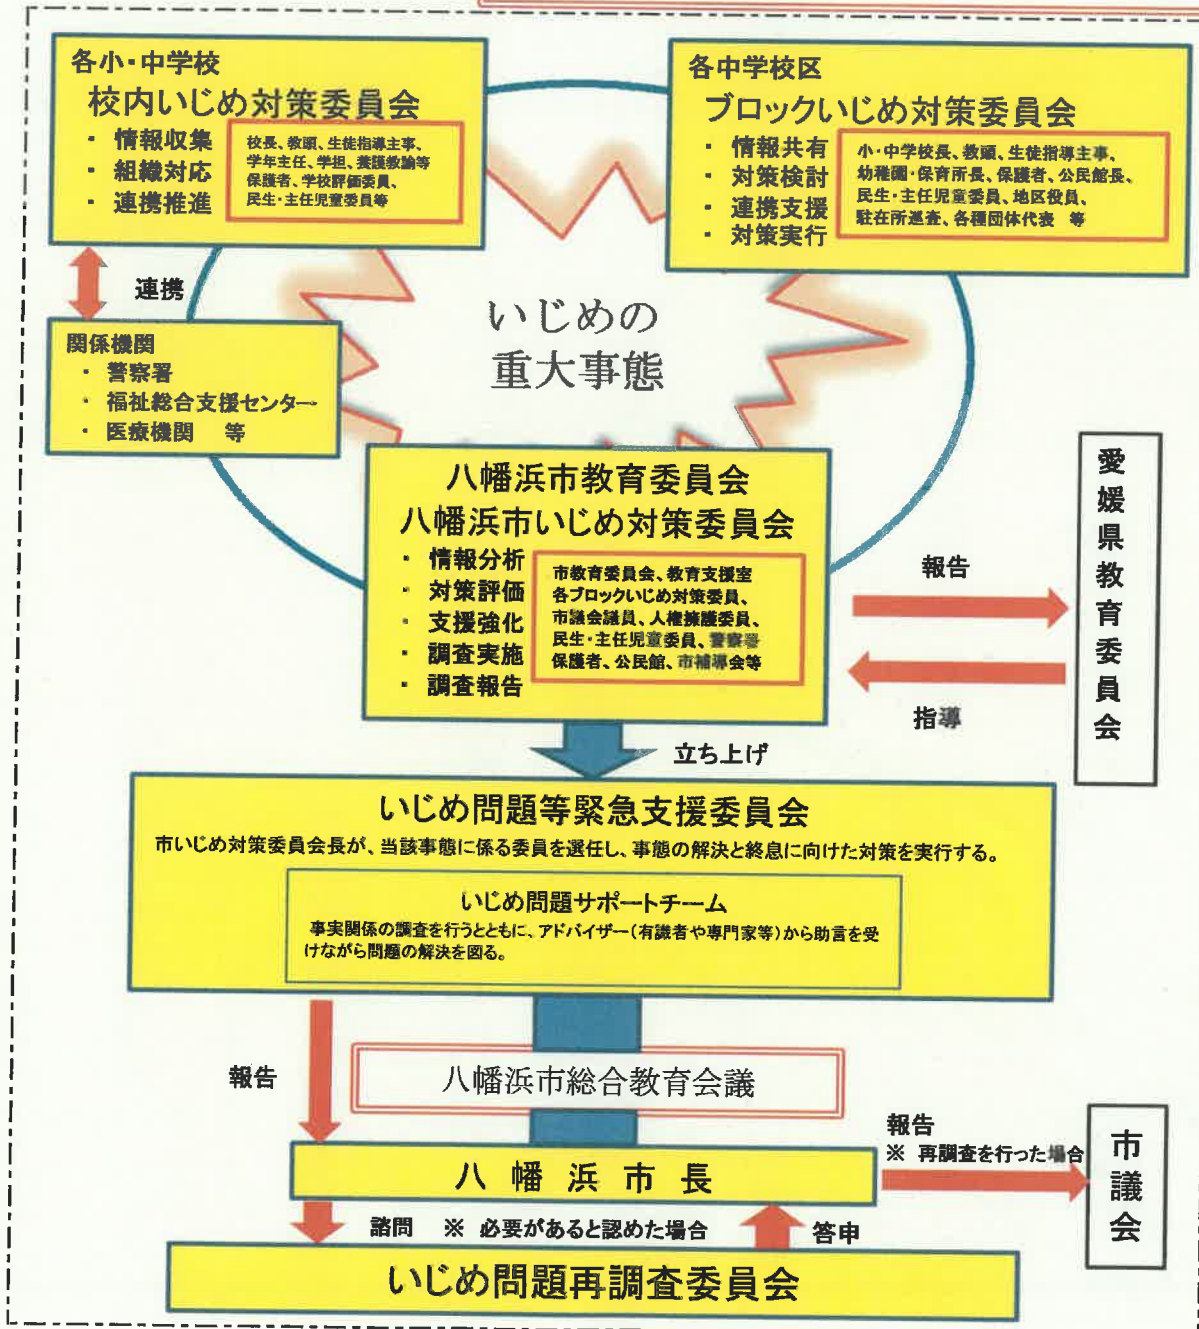 各小・中学校
校内いじめ対策委員会
・ 情報収集
・ 組織対応
・ 連携推進
校長、教頭、生徒指導主事、
学年主任、学担、養護教諭等
保護者、学校評価委員、
民生・主任児童委員等
各中学校区
ブロックいじめ対策委員会
・ 情報共有
・ 対策検討
・ 連携支援
・ 対策実行
小・中学校長、教頭、生徒指導主事、
幼稚園・保育所長、保護者、公民館長、
民生・主任児童委員、地区役員、
駐在所巡査、各種団体代表 等
連携
関係機関
・ 警察署
・ 福祉総合支援センター
・ 医療機関 等
いじめの
重大事態
八幡浜市教育委員会
八幡浜市いじめ対策委員会
・ 情報分析
・ 対策評価
・ 支援強化
・ 調査実施
・ 調査報告
市教育委員会、教育支援室
各ブロックいじめ対策委員、
市議会議員、人権擁護委員、
民生・主任児童委員、警察署
保護者、公民館、市補導会等
報告
指導
愛媛県教育委員会
立ち上げ
いじめ問題等緊急支援委員会
市いじめ対策委員会長が、当該事態に係る委員を選任し、事態の解決と終息に向けた対策を実行する。
いじめ問題サポートチーム
事実関係の調査を行うとともに、アドバイザー（有識者や専門家等）から助言を受
けながら問題の解決を図る。
報告
八幡浜市総合教育会議
八幡浜市長
報告
※ 再調査を行った場合
市議会
諮問 ※ 必要があると認めた場合
答申
いじめ問題再調査委員会